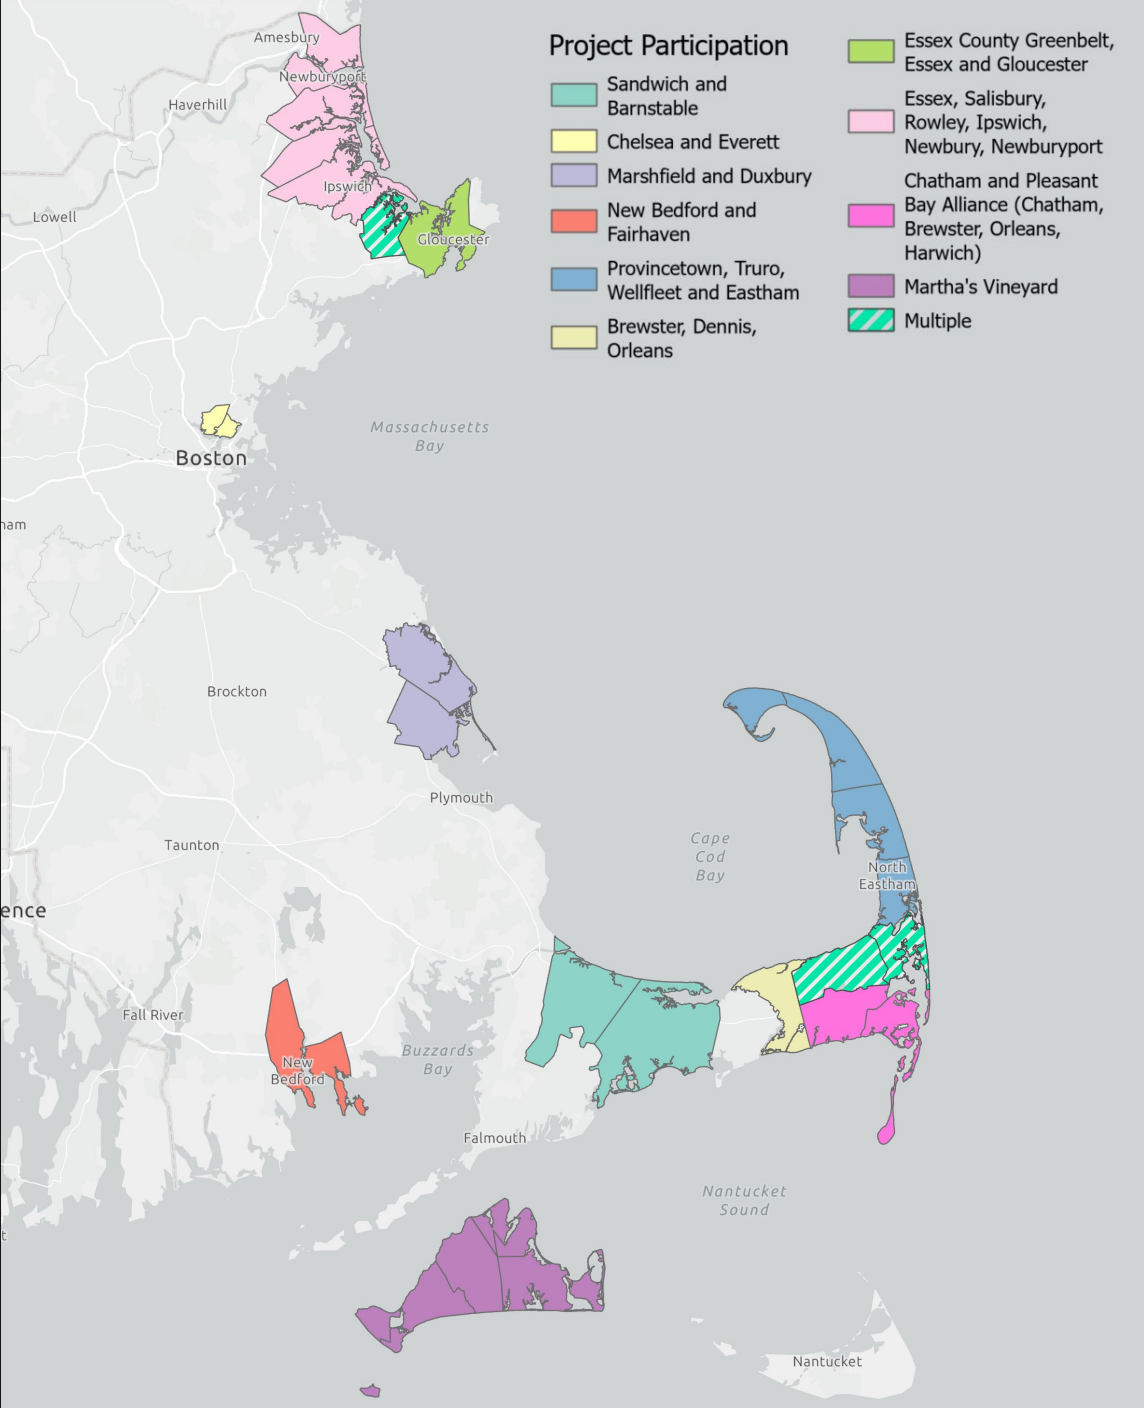 Project Participation
Sandwich and
Barnstable
Chelsea and Everett
Marshfield and Duxbury
New Bedford and
Fairhaven
Provincetown, Truro,
Wellfleet and Eastham
Brewster, Dennis,
Orleans
Essex County Greenbelt,
Essex and Gloucester
Essex, Salisbury,
Rowley, Ipswich,
Newbury, Newburyport
Chatham and Pleasant
Bay Alliance (Chatham,
Brewster, Orleans,
Harwich)
Martha's Vineyard
Multiple
Amesbury
Newburyport
Haverhill
Ipswich
Lowell
Gloucester
Massachusetts
Bay
Boston
ham
Brockton
Plymouth
Taunton
Cape
Cod
Bay
North
Eastham
ence
Fall River
New
Bedford
Buzzards
Bay
Falmouth
Nantucket
Sound
t
Nantucket